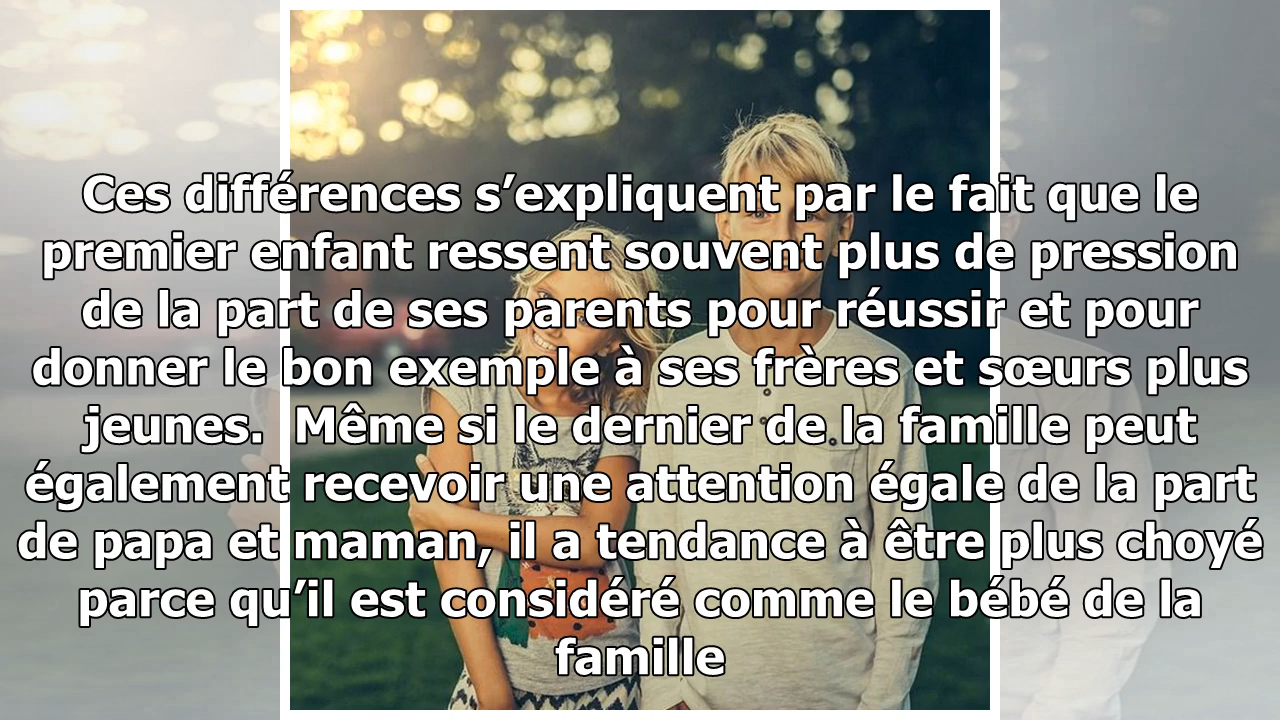 Ces différences s’expliquent par le fait que le
premier enfant ressent souvent plus de pression
de la part de ses parents pour réussir et pour
donner le bon exemple à ses frères et sœurs plus
jeunes.  Même si le dernier de la famille peut
également recevoir une attention égale de la part
de papa et maman, il a tendance à être plus choyé
parce qu’il est considéré comme le bébé de la
famille